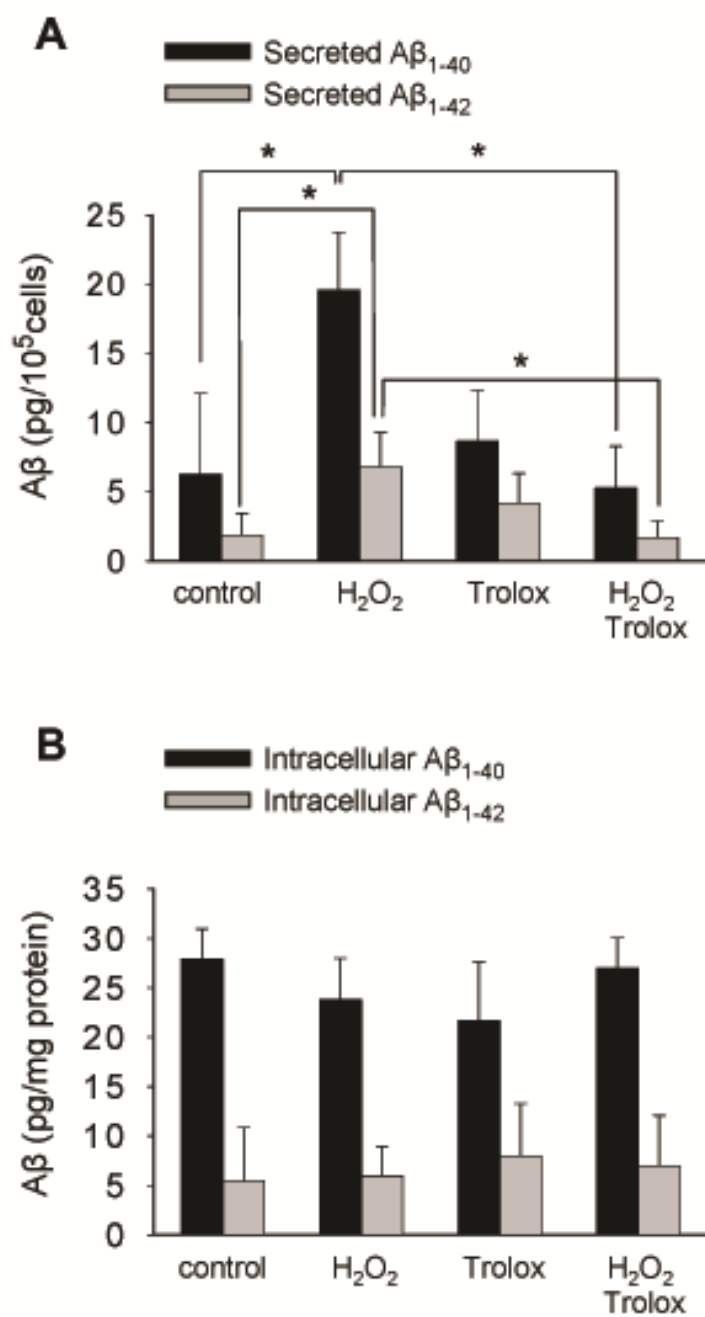 A
Secreted Aβ₁₋₄₀
Secreted Aβ₁₋₄₂
* *
*
*
Aβ (pg/10⁵cells)
25
20
15
10
5
0
control H₂O₂ Trolox H₂O₂
Trolox
B
Intracellular Aβ₁₋₄₀
Intracellular Aβ₁₋₄₂
Aβ (pg/mg protein)
35
30
25
20
15
10
5
0
control H₂O₂ Trolox H₂O₂
Trolox